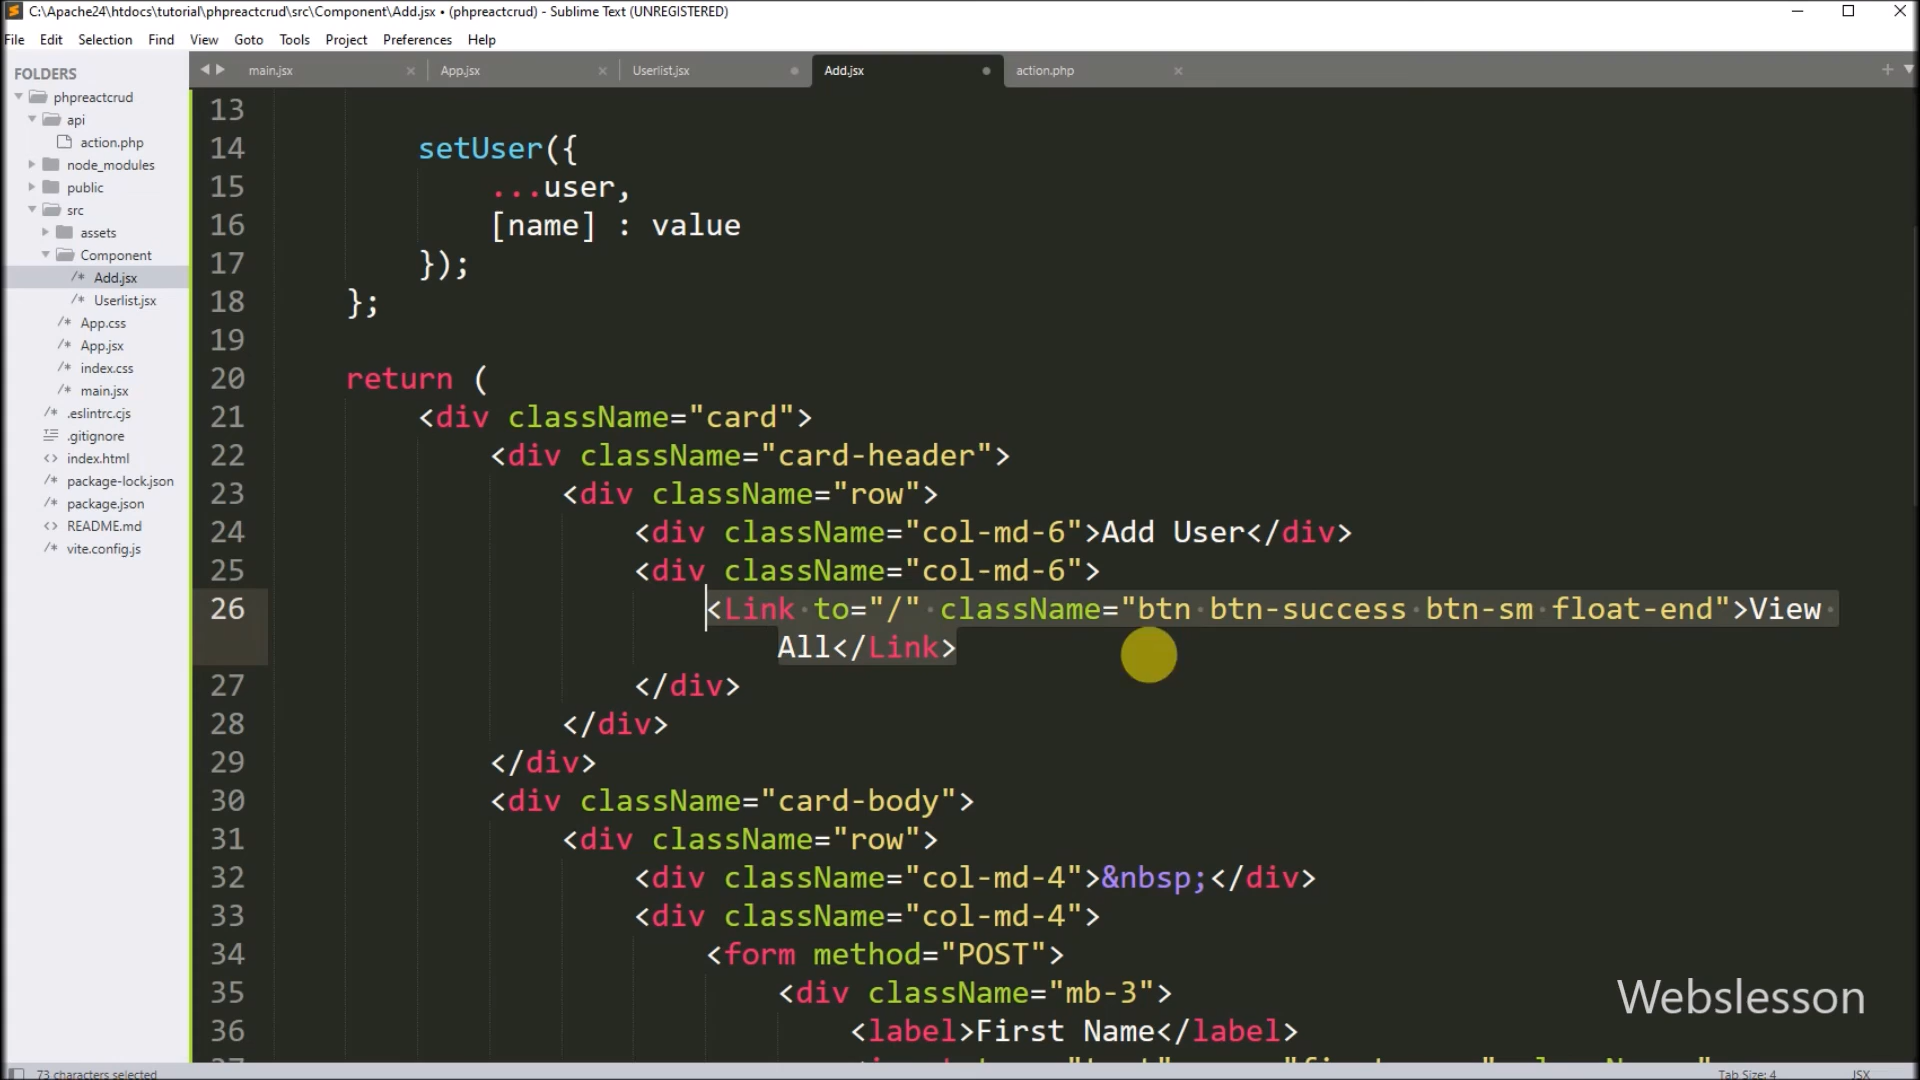 C:\Apache24\htdocs\tutorial\phpreactcrud\src\Component\Add.jsx • (phpreactcrud) - Sublime Text (UNREGISTERED)
File Edit Selection Find View Goto Tools Project Preferences Help
FOLDERS
phpreactcrud
api
action.php
node_modules
public
src
assets
Component
/* Add.jsx
/* Userlist.jsx
/* App.css
/* App.jsx
/* index.css
/* main.jsx
/* .eslintrc.cjs
.gitignore
<> index.html
/* package-lock.json
/* package.json
<> README.md
/* vite.config.js
main.jsx App.jsx Userlist.jsx Add.jsx action.php
13
14 setUser({
15 ...user,
16 [name] : value
17 });
18 };
19
20 return (
21 <div className="card">
22 <div className="card-header">
23 <div className="row">
24 <div className="col-md-6">Add User</div>
25 <div className="col-md-6">
26 <Link to="/" className="btn btn-success btn-sm float-end">View
All</Link>
27 </div>
28 </div>
29 </div>
30 <div className="card-body">
31 <div className="row">
32 <div className="col-md-4">&nbsp;</div>
33 <div className="col-md-4">
34 <form method="POST">
35 <div className="mb-3">
36 <label>First Name</label>
Webslesson
73 characters selected
Tab Size: 4 JSX